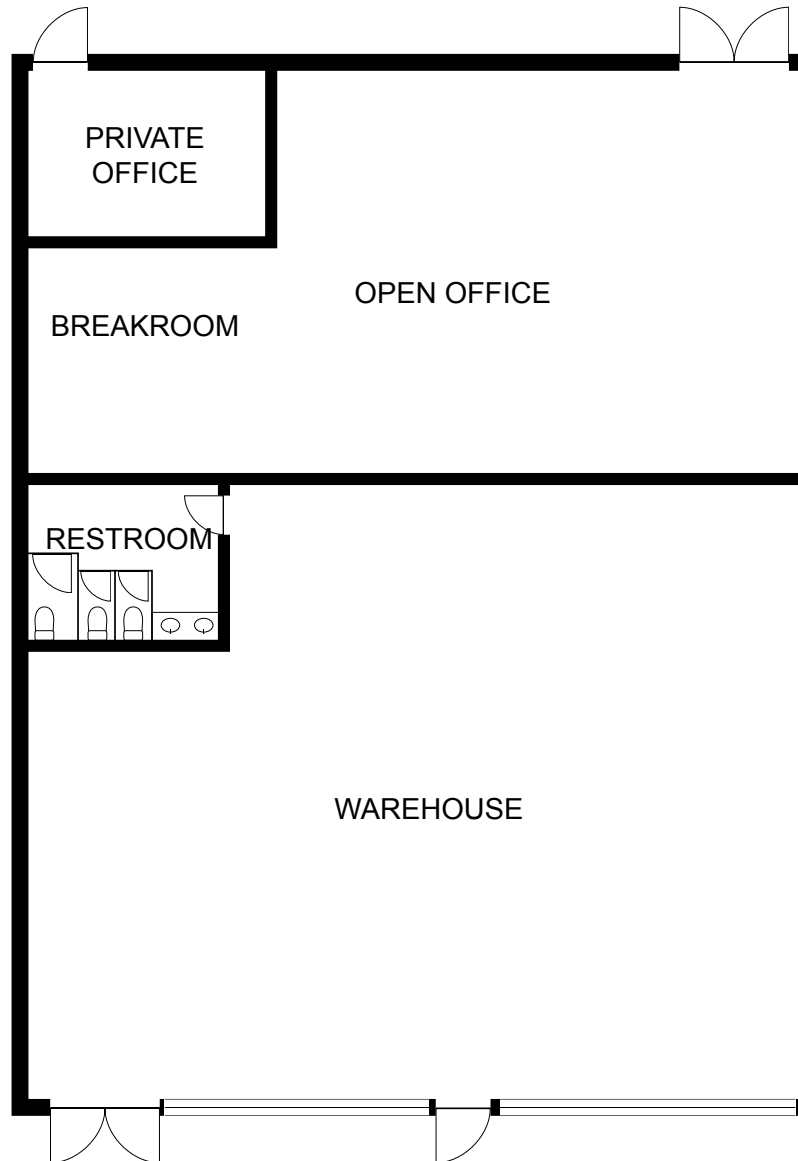 PRIVATE
OFFICE
OPEN OFFICE
BREAKROOM
RESTROOM
WAREHOUSE